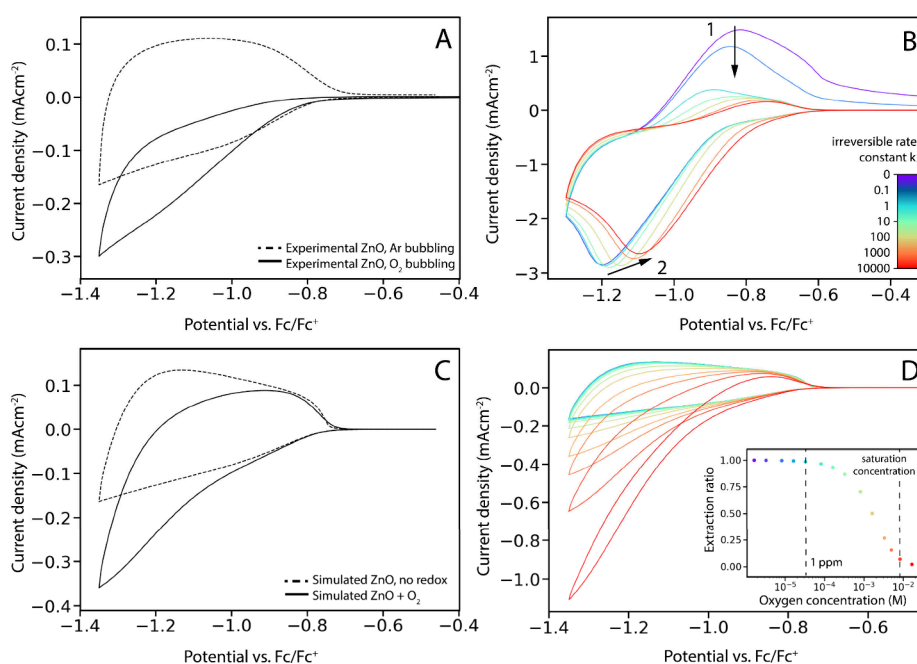 A
0.1
0.0
−0.1
−0.2
−0.3
Current density (mAcm⁻²)
Experimental ZnO, Ar bubbling
Experimental ZnO, O₂ bubbling
−1.4 −1.2 −1.0 −0.8 −0.6 −0.4
Potential vs. Fc/Fc⁺
B
1
1
0
−1
−2
−3
Current density (mAcm⁻²)
2
irreversible rate
constant k
0
0.1
1
10
100
1000
10000
−1.2 −1.0 −0.8 −0.6 −0.4
Potential vs. Fc/Fc⁺
C
0.1
0.0
−0.1
−0.2
−0.3
−0.4
Current density (mAcm⁻²)
Simulated ZnO, no redox
Simulated ZnO + O₂
−1.4 −1.2 −1.0 −0.8 −0.6 −0.4
Potential vs. Fc/Fc⁺
D
0.0
−0.2
−0.4
−0.6
−0.8
−1.0
Current density (mAcm⁻²)
saturation
concentration
1.00
0.75
0.50
0.25
0.00
Extraction ratio
1 ppm
10⁻⁵ 10⁻⁴ 10⁻³ 10⁻²
Oxygen concentration (M)
−1.4 −1.2 −1.0 −0.8 −0.6 −0.4
Potential vs. Fc/Fc⁺